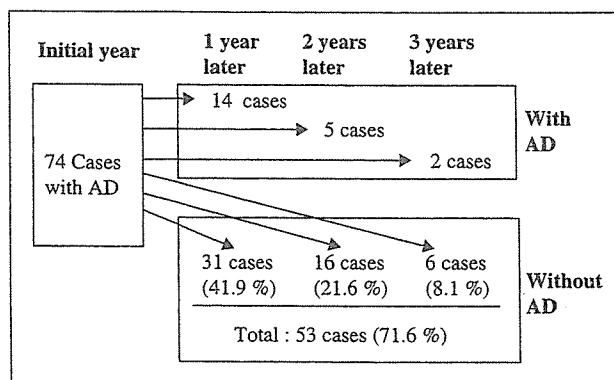 Initial year
1 year
later
2 years
later
3 years
later
14 cases
5 cases
2 cases
With
AD
74 Cases
with AD
31 cases
(41.9 %)
16 cases
(21.6 %)
6 cases
(8.1 %)
Without
AD
Total : 53 cases (71.6 %)